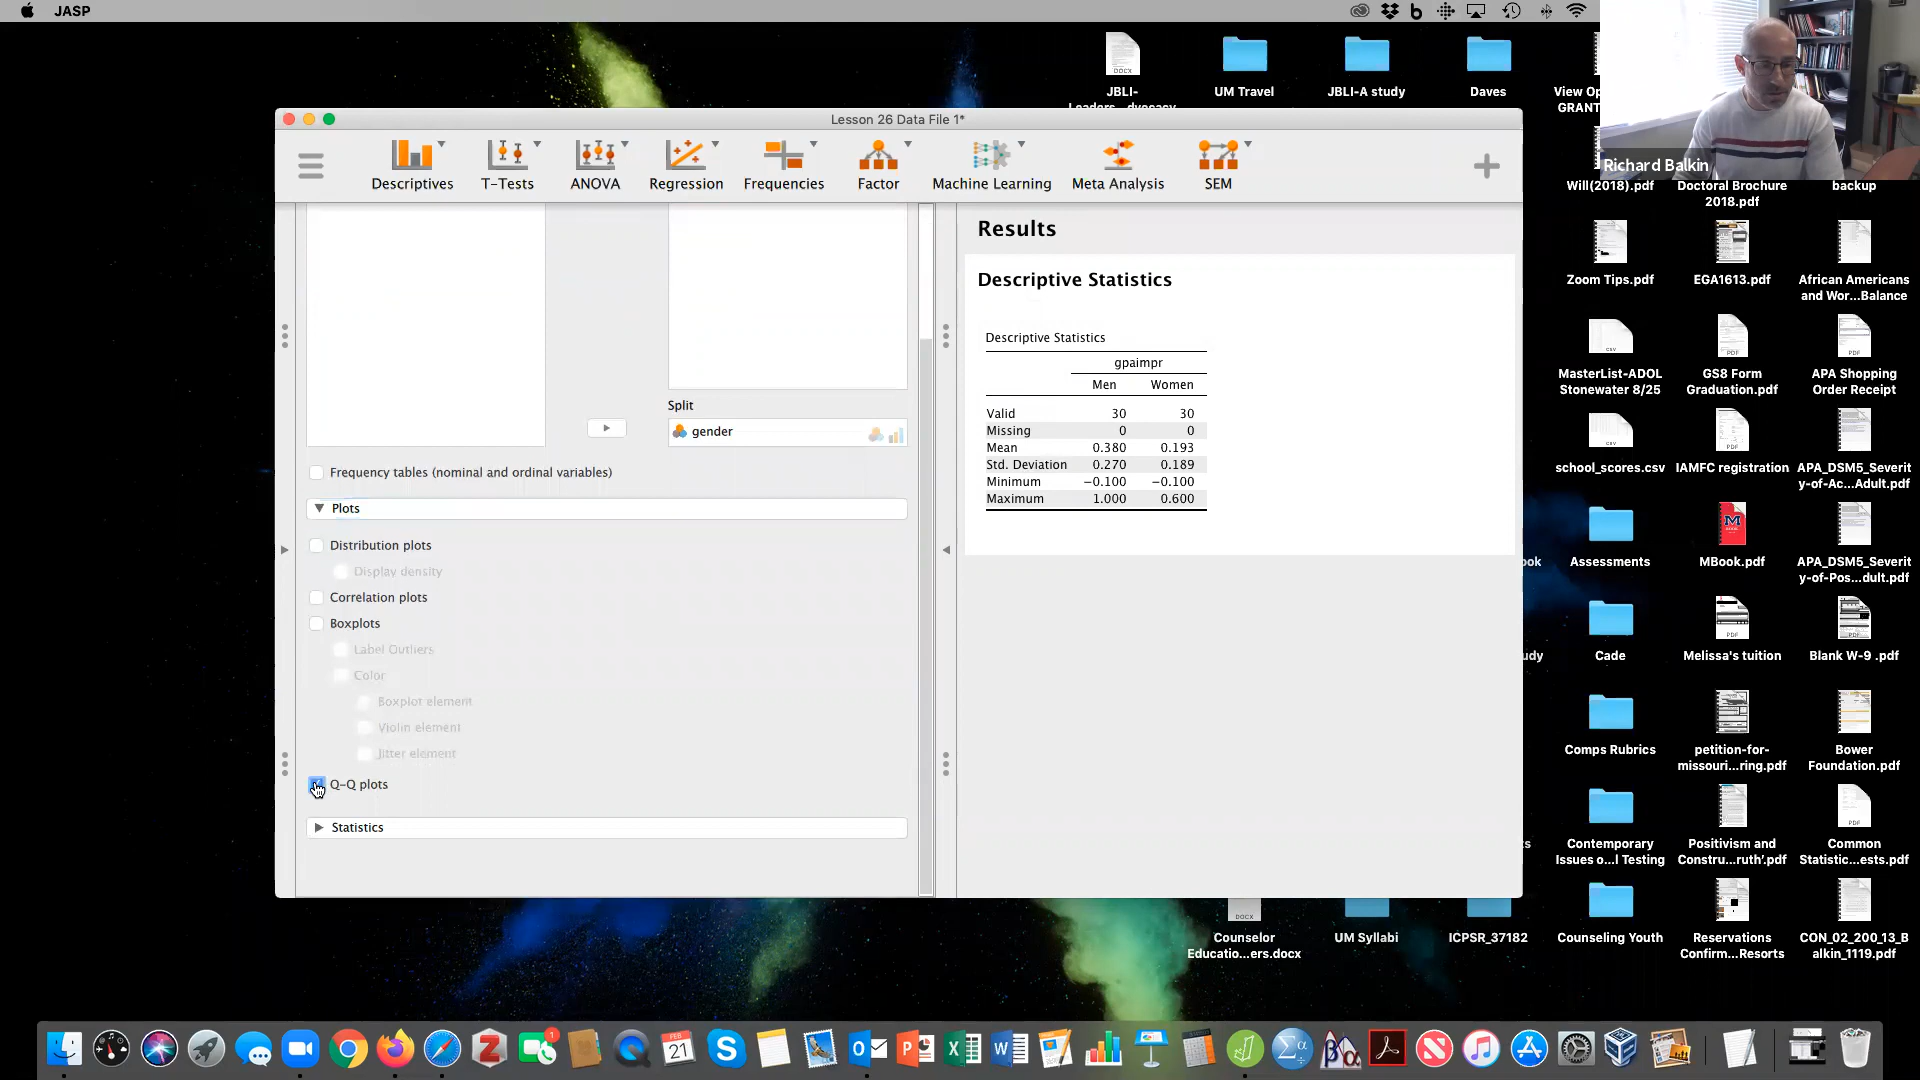 JASP
JBLI-
UM Travel
JBLI-A study
Daves
View Op
GRANT
Richard Balkin
Will(2018).pdf
Doctoral Brochure
2018.pdf
backup
Lesson 26 Data File 1*
Descriptives
T-Tests
ANOVA
Regression
Frequencies
Factor
Machine Learning
Meta Analysis
SEM
Split
gender
Frequency tables (nominal and ordinal variables)
Plots
Distribution plots
Display density
Correlation plots
Boxplots
Label Outliers
Color
Boxplot element
Violin element
Jitter element
Q-Q plots
Statistics
Results
Descriptive Statistics
Descriptive Statistics
gpaimpr
Men Women
Valid 30 30
Missing 0 0
Mean 0.380 0.193
Std. Deviation 0.270 0.189
Minimum −0.100 −0.100
Maximum 1.000 0.600
Zoom Tips.pdf
EGA1613.pdf
African Americans
and Wor...Balance
MasterList-ADOL
Stonewater 8/25
GS8 Form
Graduation.pdf
APA Shopping
Order Receipt
school_scores.csv
IAMFC registration
APA_DSM5_Severit
y-of-Ac...Adult.pdf
Assessments
MBook.pdf
APA_DSM5_Severi
ty-of-Pos...dult.pdf
Cade
Melissa's tuition
Blank W-9 .pdf
Comps Rubrics
petition-for-
missouri...ring.pdf
Bower
Foundation.pdf
Contemporary
Issues o...l Testing
Positivism and
Constru...ruth'.pdf
Common
Statistic...ests.pdf
Counselor
Educatio...ers.docx
UM Syllabi
ICPSR_37182
Counseling Youth
Reservations
Confirm...Resorts
CON_02_200_13_B
alkin_1119.pdf